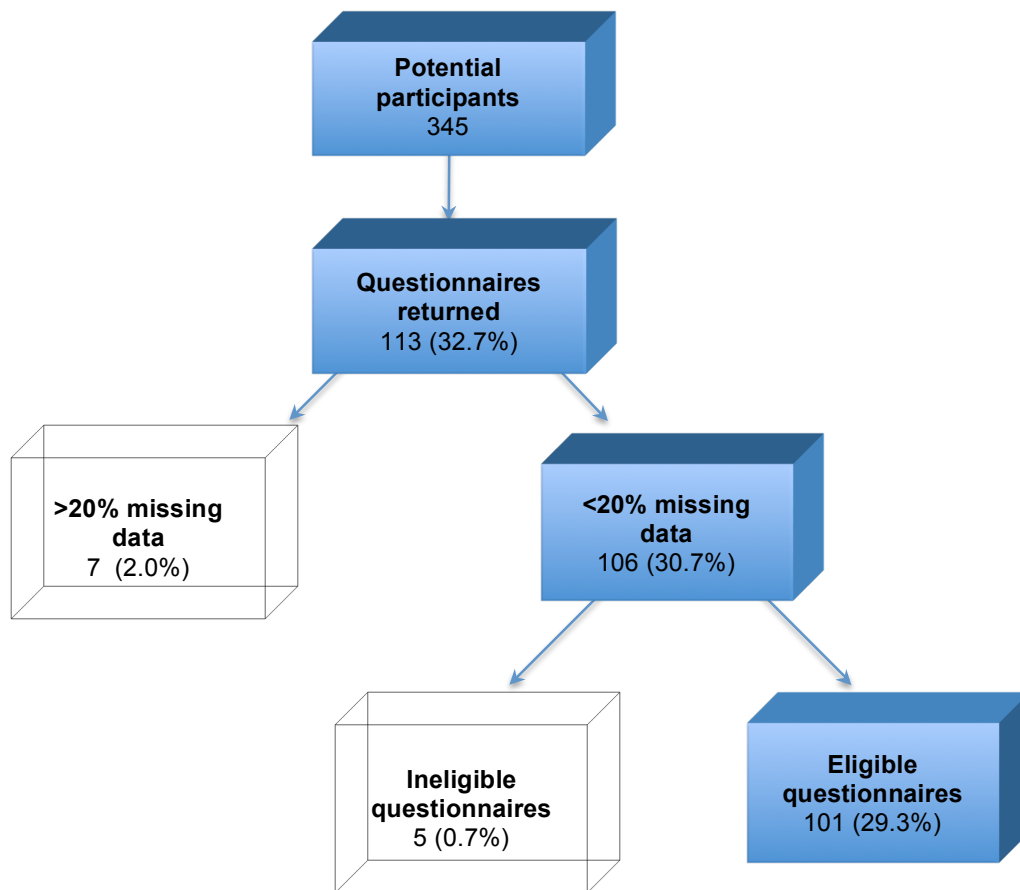 Potential
participants
345
Questionnaires
returned
113 (32.7%)
>20% missing
data
7 (2.0%)
<20% missing
data
106 (30.7%)
Ineligible
questionnaires
5 (0.7%)
Eligible
questionnaires
101 (29.3%)